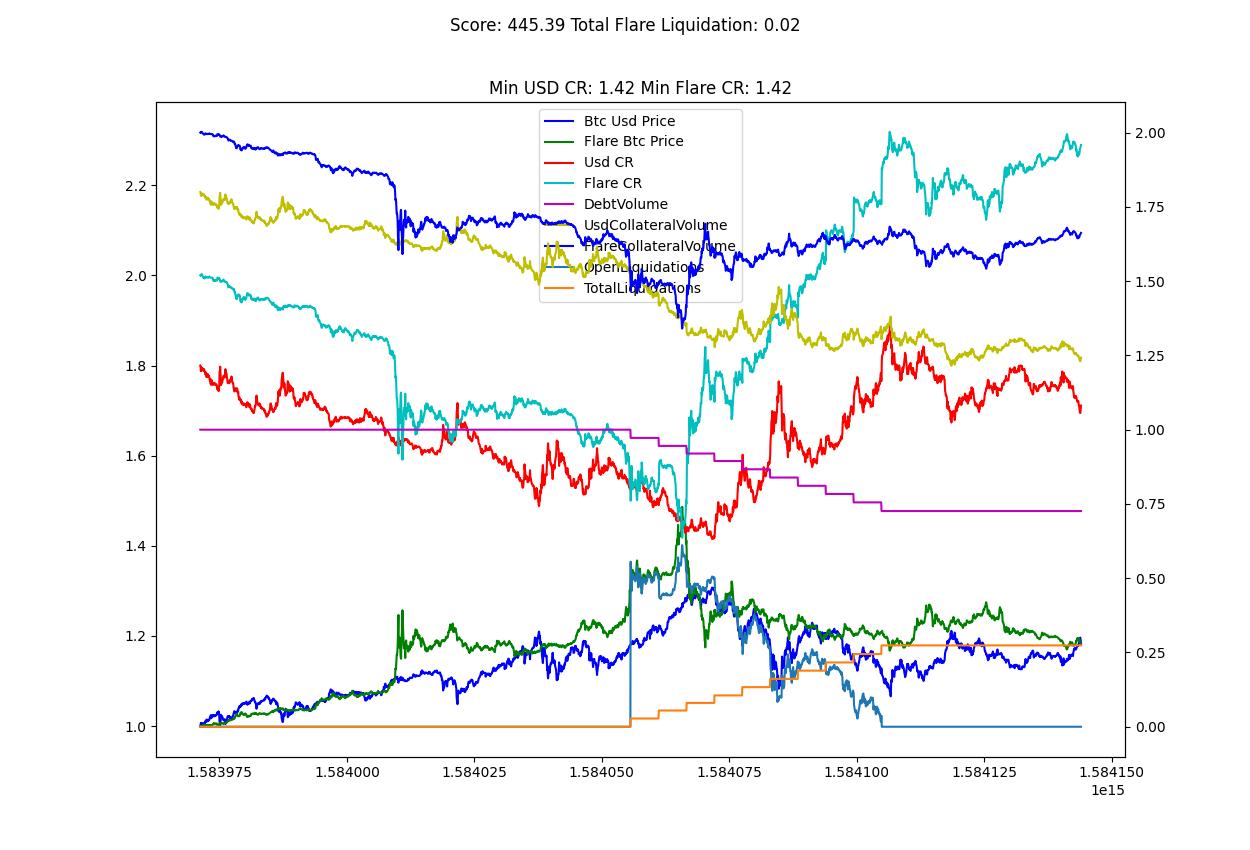 Score: 445.39 Total Flare Liquidation: 0.02
Min USD CR: 1.42 Min Flare CR: 1.42
Btc Usd Price
Flare Btc Price
Usd CR
Flare CR
DebtVolume
UsdCollateralVolume
FlareCollateralVolume
OpenLiquidations
TotalLiquidations
2.2
2.0
1.8
1.6
1.4
1.2
1.0
2.00
1.75
1.50
1.25
1.00
0.75
0.50
0.25
0.00
1.583975 1.584000 1.584025 1.584050 1.584075 1.584100 1.584125 1.584150
1e15